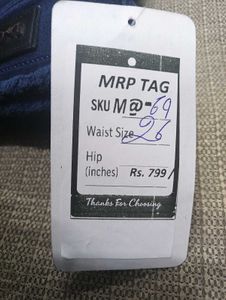 MRP TAG
SKU M@-69
Waist Size 26
Hip
(inches) Rs. 799/
Thanks For Choosing